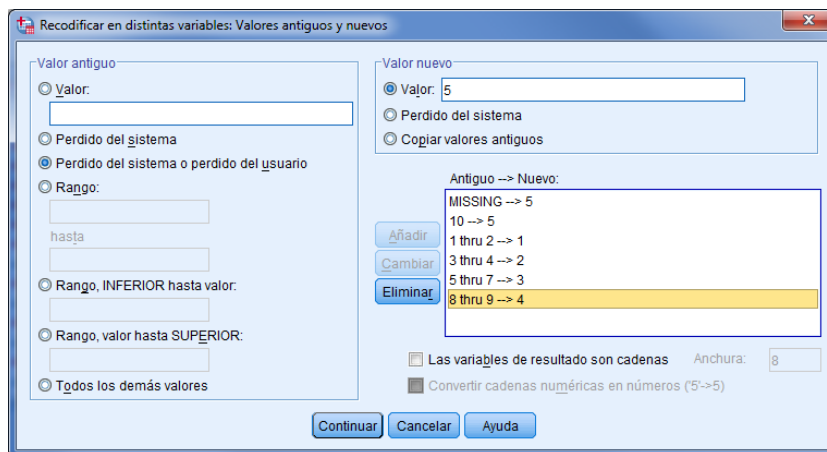 Recodificar en distintas variables: Valores antiguos y nuevos
Valor antiguo
Valor:
Perdido del sistema
Perdido del sistema o perdido del usuario
Rango:
hasta
Rango, INFERIOR hasta valor:
Rango, valor hasta SUPERIOR:
Todos los demás valores
Valor nuevo
Valor: 5
Perdido del sistema
Copiar valores antiguos
Antiguo --> Nuevo:
Añadir
Cambiar
Eliminar
MISSING --> 5
10 --> 5
1 thru 2 --> 1
3 thru 4 --> 2
5 thru 7 --> 3
8 thru 9 --> 4
Las variables de resultado son cadenas Anchura: 8
Convertir cadenas numéricas en números ('5'->5)
Continuar Cancelar Ayuda